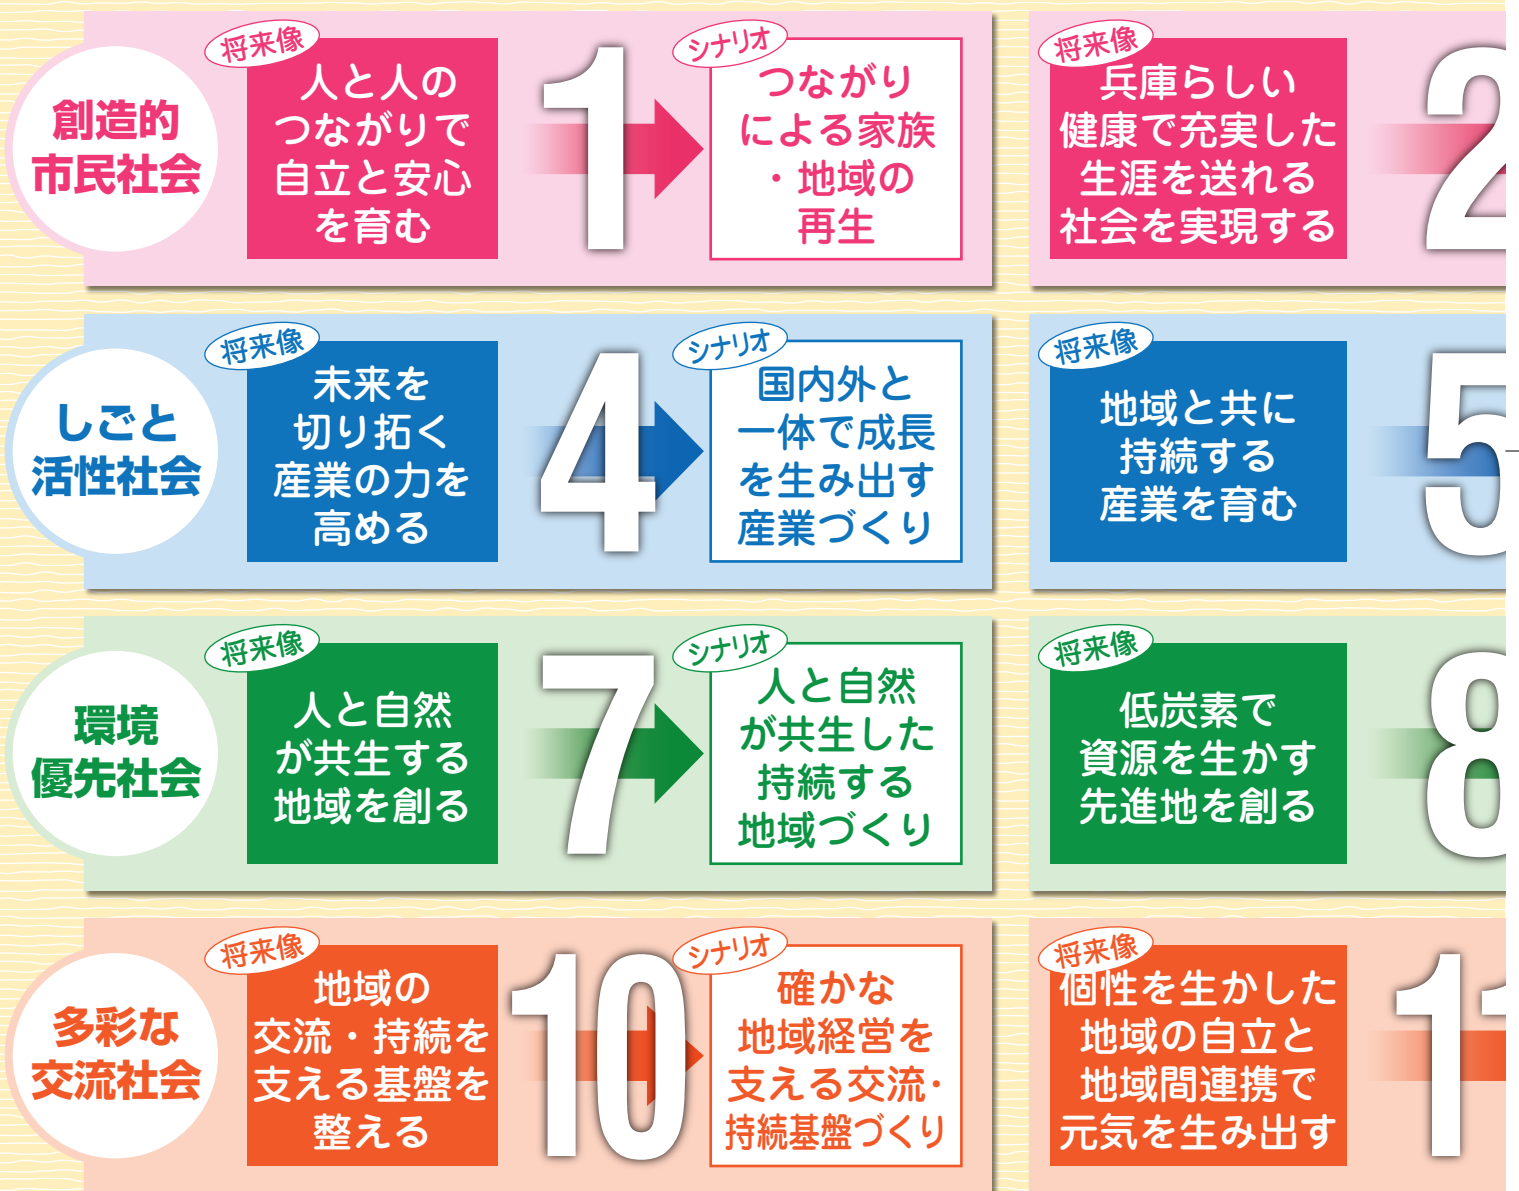 創造的
市民社会
将来像
人と人の
つながりで
自立と安心
を育む
1
シナリオ
つながり
による家族
・地域の
再生
将来像
兵庫らしい
健康で充実した
生涯を送れる
社会を実現する
2
しごと
活性社会
将来像
未来を
切り拓く
産業の力を
高める
4
シナリオ
国内外と
一体で成長
を生み出す
産業づくり
将来像
地域と共に
持続する
産業を育む
5
環境
優先社会
将来像
人と自然
が共生する
地域を創る
7
シナリオ
人と自然
が共生した
持続する
地域づくり
将来像
低炭素で
資源を生かす
先進地を創る
8
多彩な
交流社会
将来像
地域の
交流・持続を
支える基盤を
整える
10
シナリオ
確かな
地域経営を
支える交流・
持続基盤づくり
将来像
個性を生かした
地域の自立と
地域間連携で
元気を生み出す
11